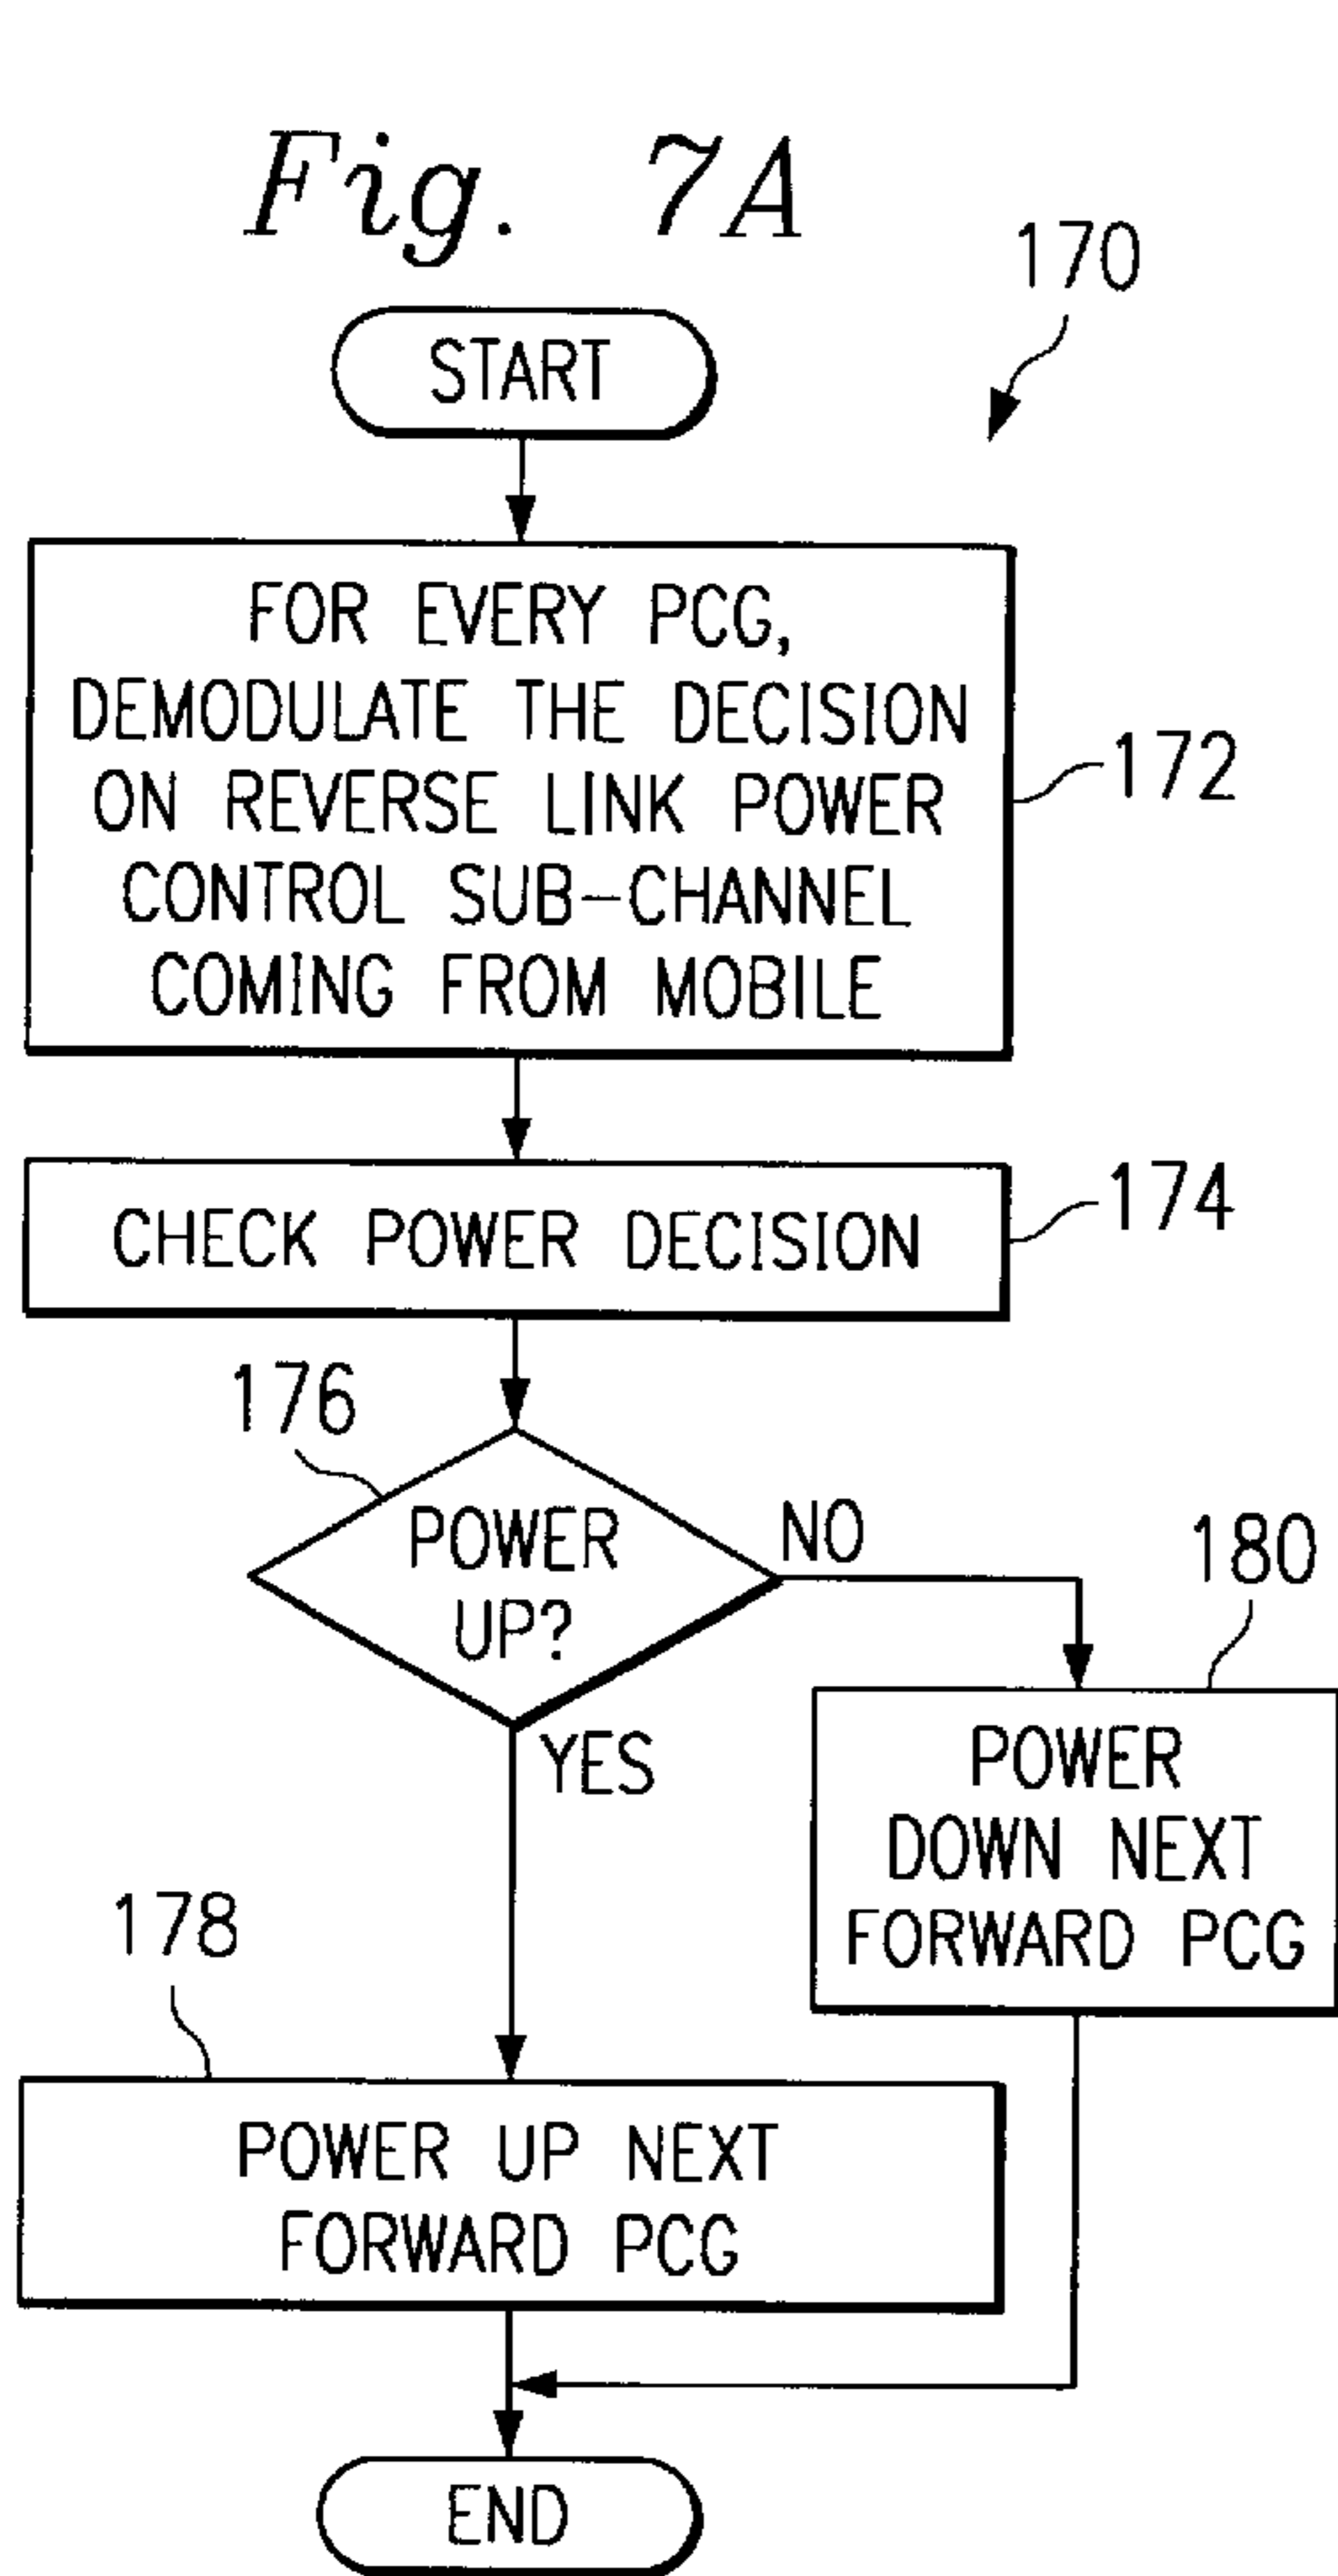 Fig. 7A
170
START
FOR EVERY PCG,
DEMODULATE THE DECISION
ON REVERSE LINK POWER
CONTROL SUB-CHANNEL
COMING FROM MOBILE
172
CHECK POWER DECISION
174
176
POWER
UP?
NO
YES
180
POWER
DOWN NEXT
FORWARD PCG
178
POWER UP NEXT
FORWARD PCG
END